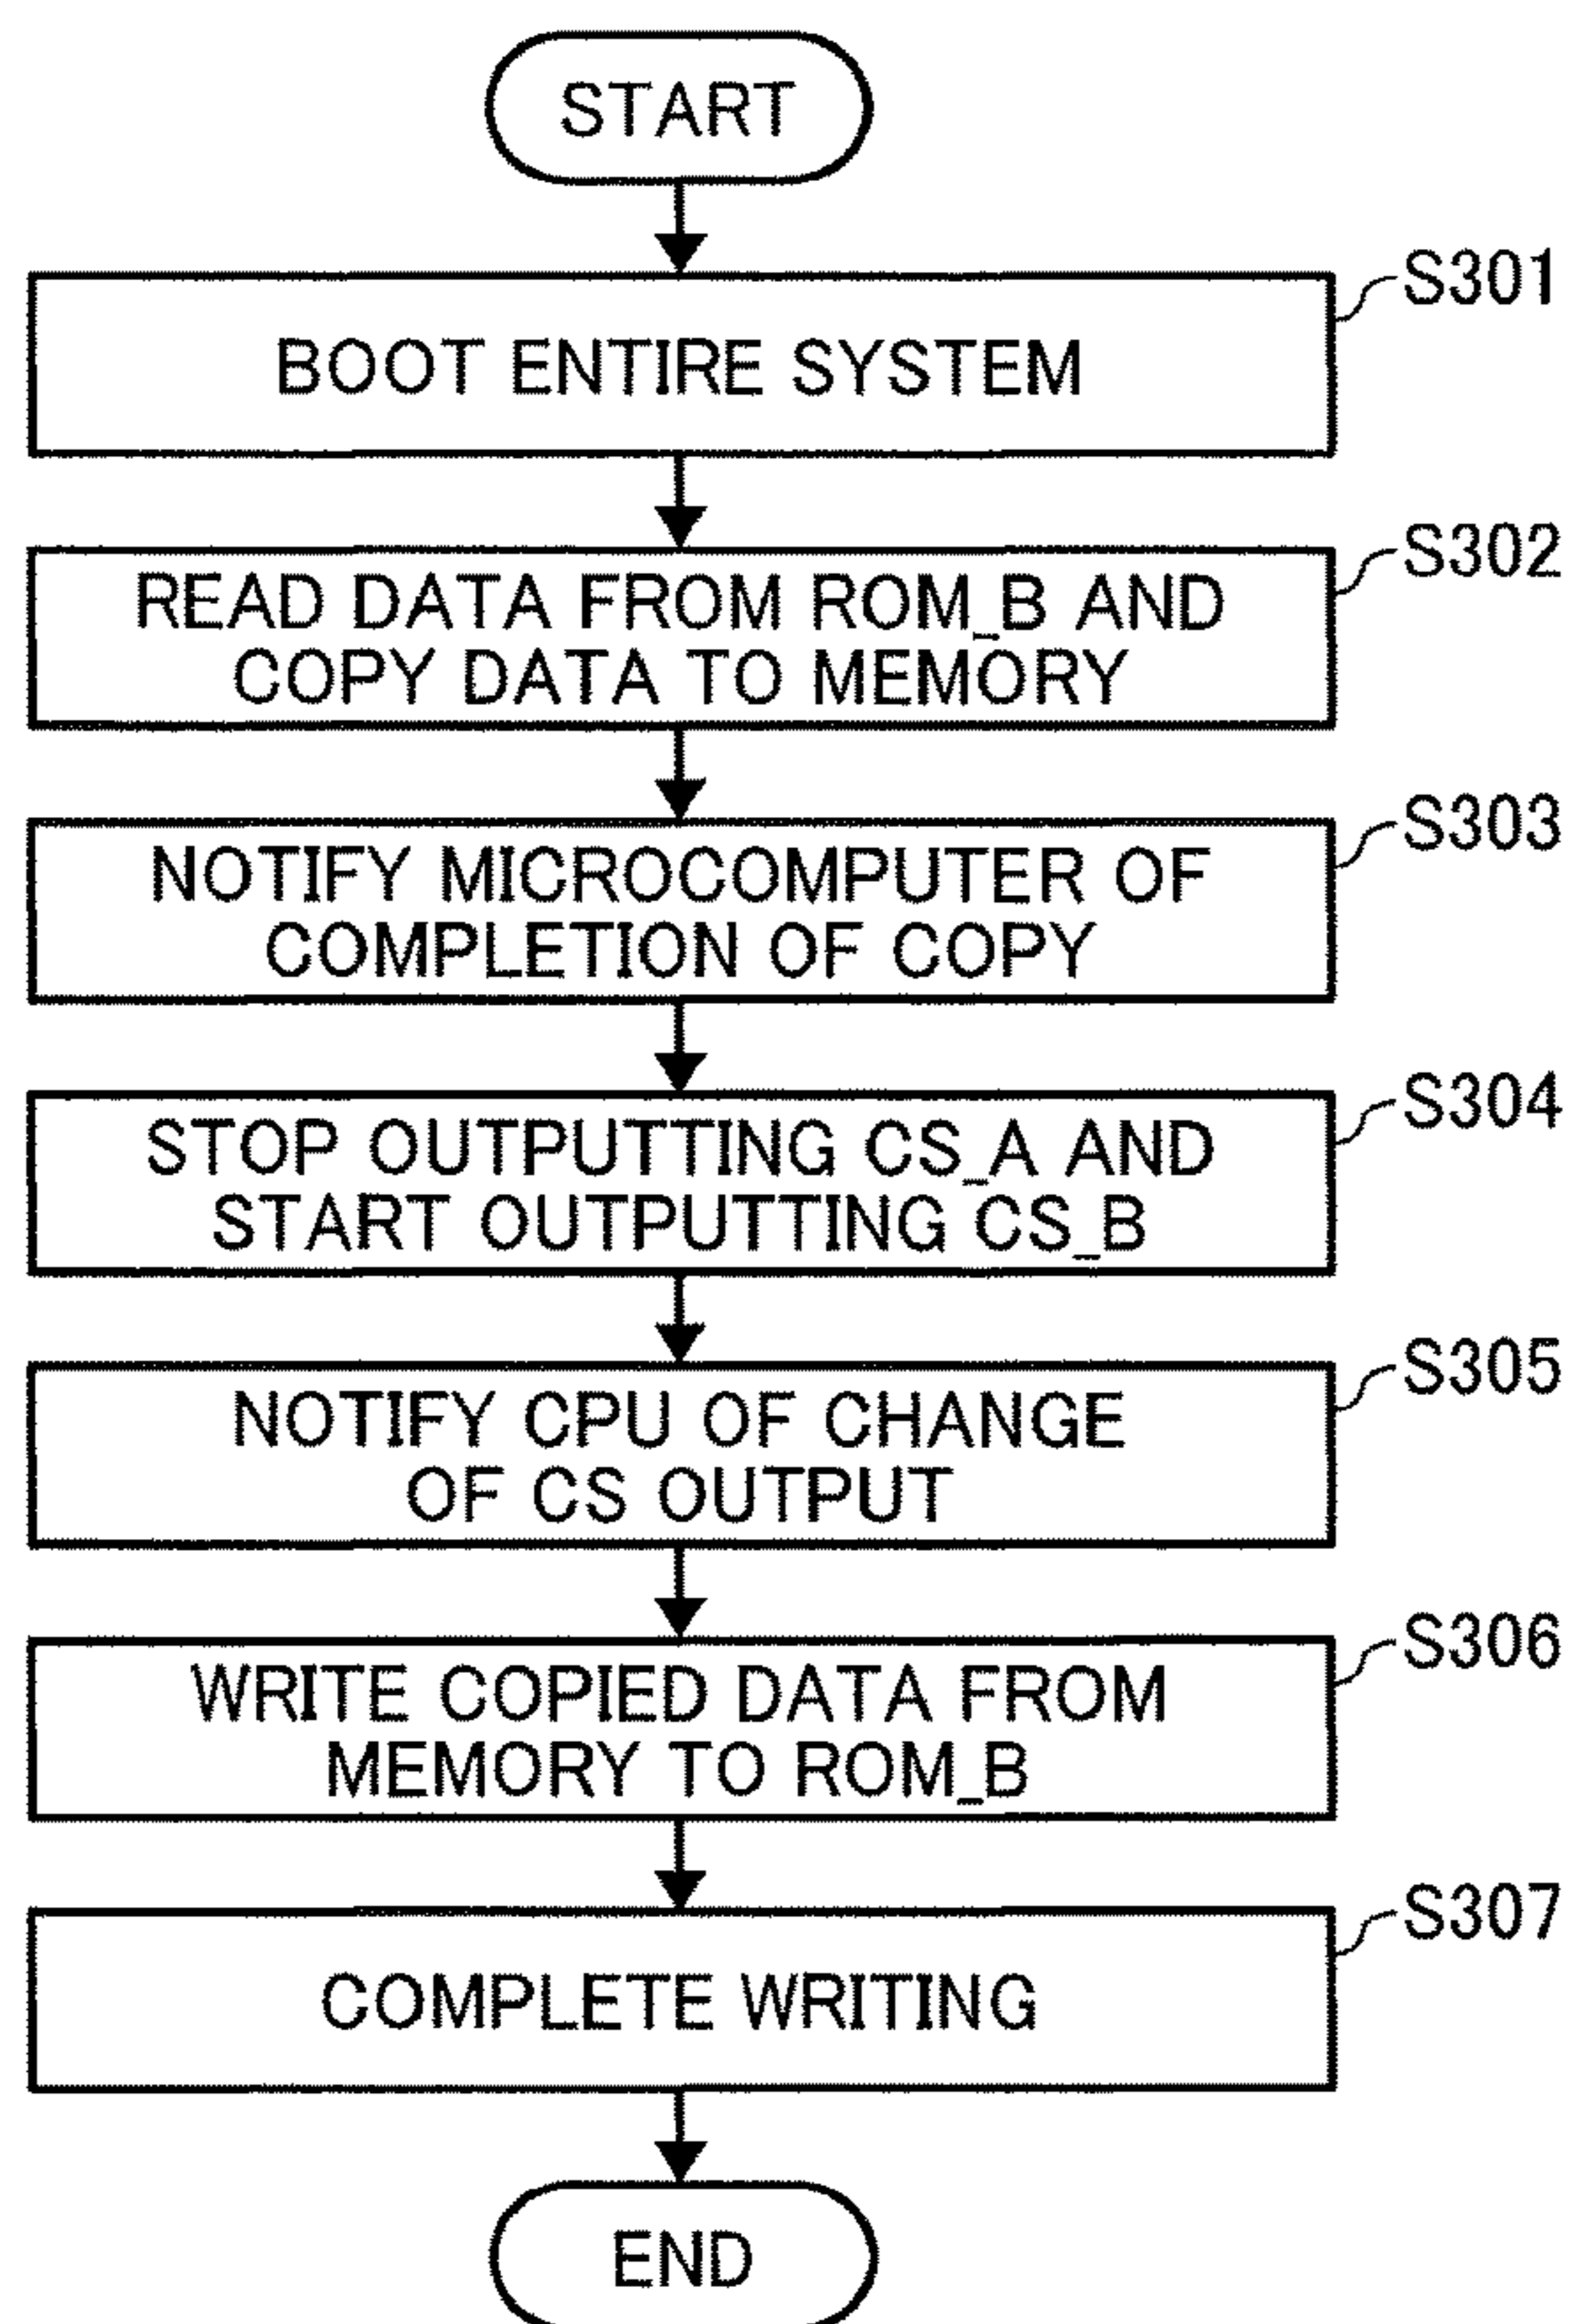 START
S301
BOOT ENTIRE SYSTEM
S302
READ DATA FROM ROM_B AND
COPY DATA TO MEMORY
S303
NOTIFY MICROCOMPUTER OF
COMPLETION OF COPY
S304
STOP OUTPUTTING CS_A AND
START OUTPUTTING CS_B
S305
NOTIFY CPU OF CHANGE
OF CS OUTPUT
S306
WRITE COPIED DATA FROM
MEMORY TO ROM_B
S307
COMPLETE WRITING
END